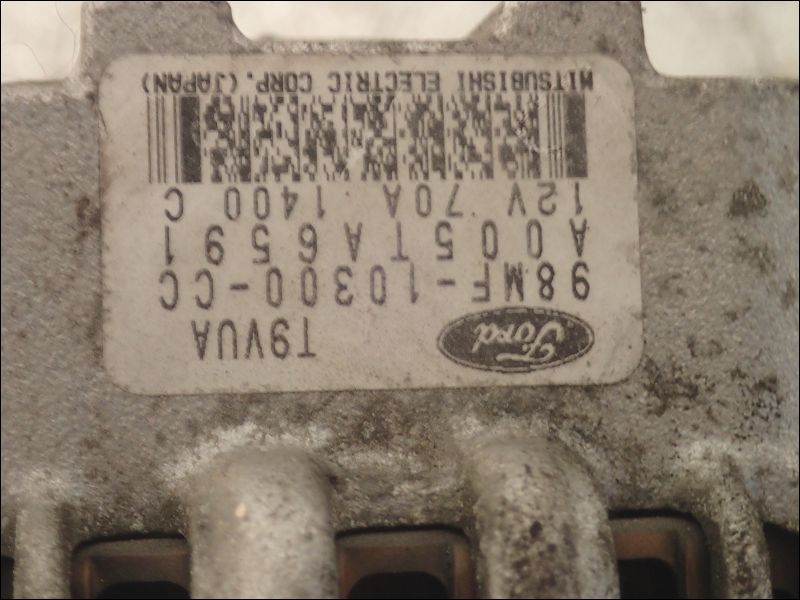 Ford T9VUA
98MF-10300-CC
A005TA6591
12V 70A 1400 C
MITSUBISHI ELECTRIC CORP. (JAPAN)